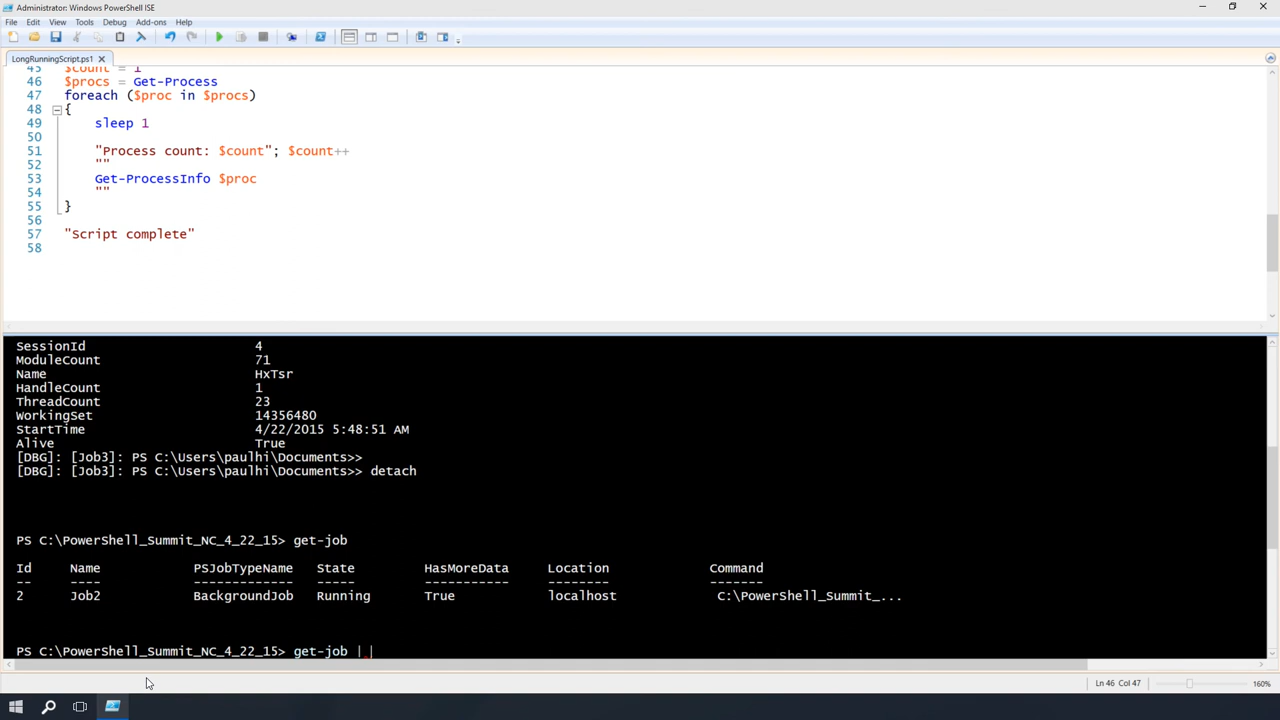 Administrator: Windows PowerShell ISE
File Edit View Tools Debug Add-ons Help
LongRunningScript.ps1
45 $count = 1
46 $procs = Get-Process
47 foreach ($proc in $procs)
48 {
49 sleep 1
50
51 "Process count: $count"; $count++
52 ""
53 Get-ProcessInfo $proc
54 ""
55 }
56
57 "Script complete"
58
SessionId 4
ModuleCount 71
Name HxTsr
HandleCount 1
ThreadCount 23
WorkingSet 14356480
StartTime 4/22/2015 5:48:51 AM
Alive True
[DBG]: [Job3]: PS C:\Users\paulhi\Documents>>
[DBG]: [Job3]: PS C:\Users\paulhi\Documents>> detach
PS C:\PowerShell_Summit_NC_4_22_15> get-job
Id Name PSJobTypeName State HasMoreData Location Command
-- ---- ------------- ----- ----------- -------- -------
2 Job2 BackgroundJob Running True localhost C:\PowerShell_Summit_...
PS C:\PowerShell_Summit_NC_4_22_15> get-job |
Ln 46 Col 47 160%